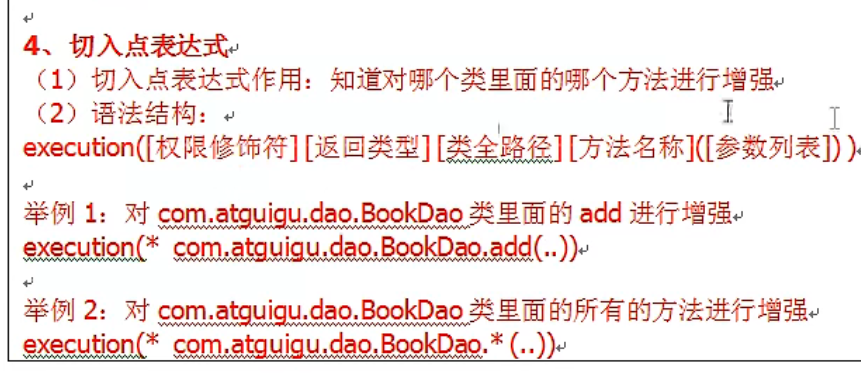 4、切入点表达式
（1）切入点表达式作用：知道对哪个类里面的哪个方法进行增强
（2）语法结构：
execution([权限修饰符][返回类型][类全路径][方法名称]([参数列表]))
举例 1：对 com.atguigu.dao.BookDao 类里面的 add 进行增强
execution(* com.atguigu.dao.BookDao.add(..))
举例 2：对 com.atguigu.dao.BookDao 类里面的所有的方法进行增强
execution(* com.atguigu.dao.BookDao.* (..))